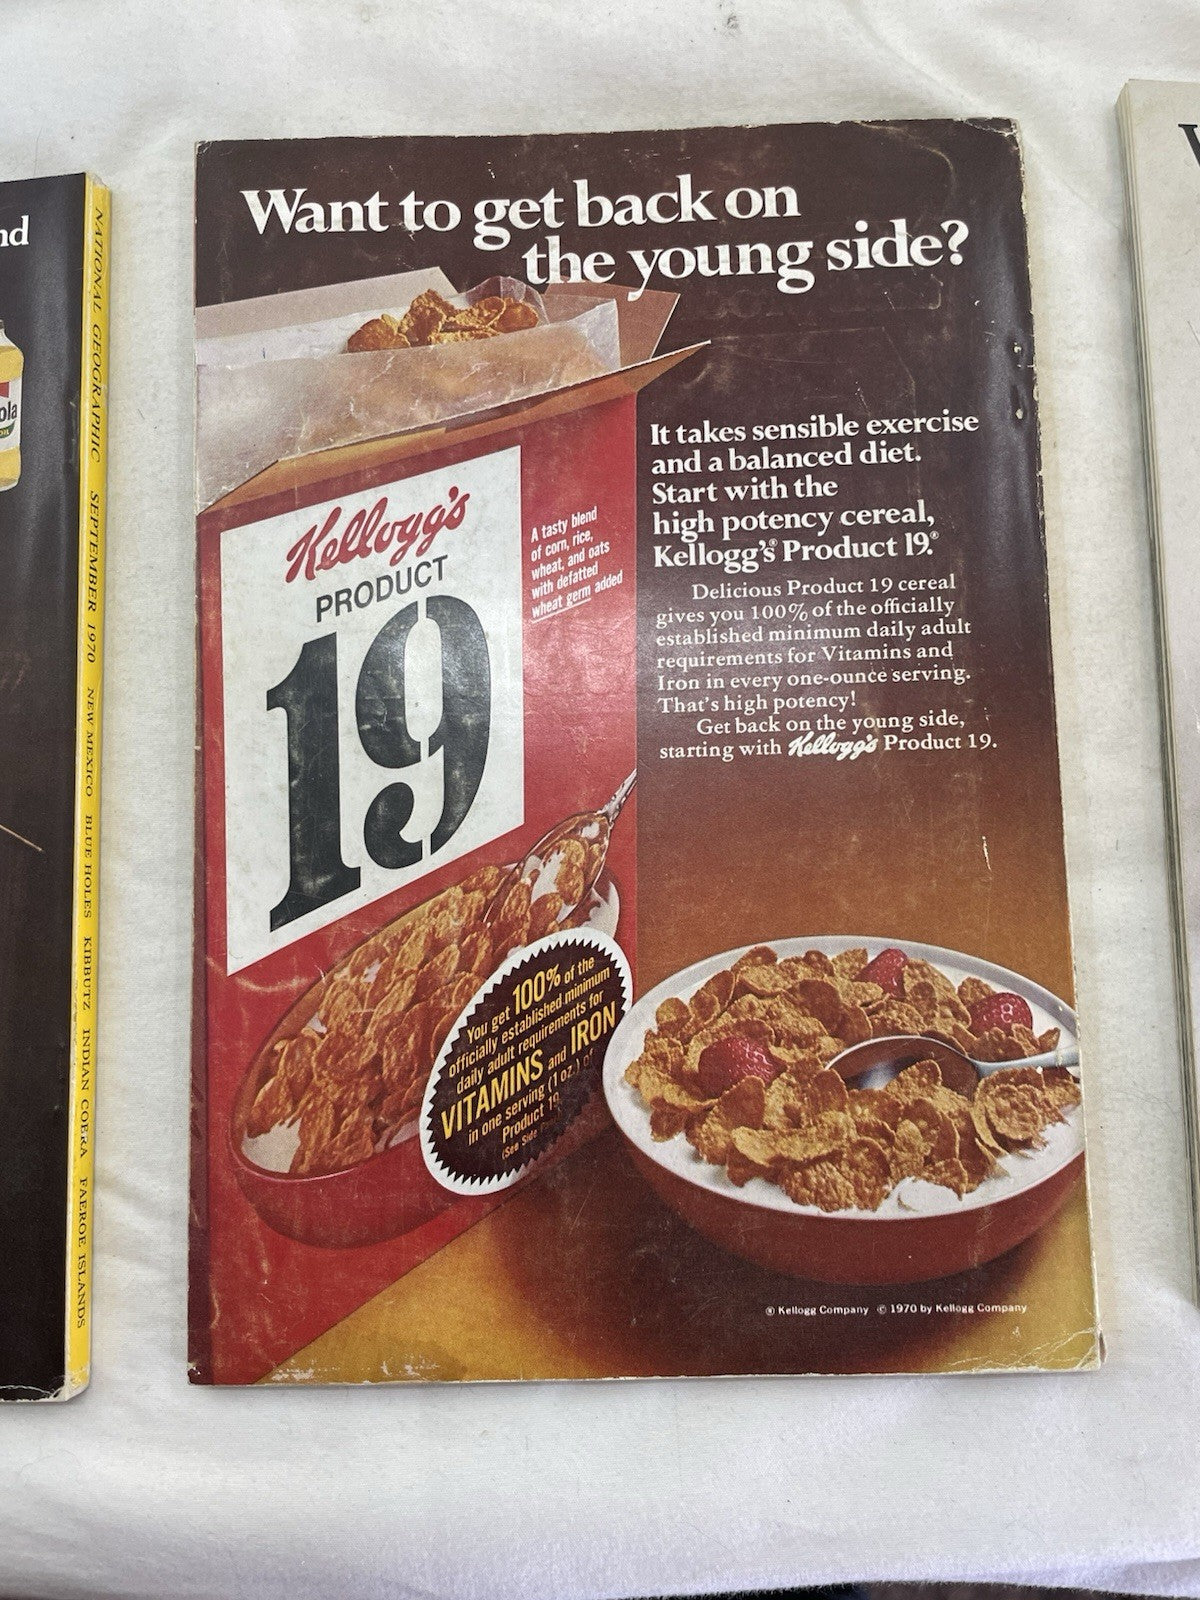 nd
ola
NATIONAL GEOGRAPHIC SEPTEMBER 1970 NEW MEXICO BLUE HOLES KIBBUTZ INDIAN COBRA FAEROE ISLANDS
Want to get back on
the young side?
Kellogg's
PRODUCT
19
A tasty blend
of corn, rice,
wheat, and oats
with defatted
wheat germ added
You get 100% of the
officially established minimum
daily adult requirements for
VITAMINS and IRON
in one serving (1 oz.) of
Product 19
(See Side
It takes sensible exercise
and a balanced diet.
Start with the
high potency cereal,
Kellogg's® Product 19.®
Delicious Product 19 cereal
gives you 100% of the officially
established minimum daily adult
requirements for Vitamins and
Iron in every one-ounce serving.
That's high potency!
Get back on the young side,
starting with Kellogg's Product 19.
® Kellogg Company © 1970 by Kellogg Company